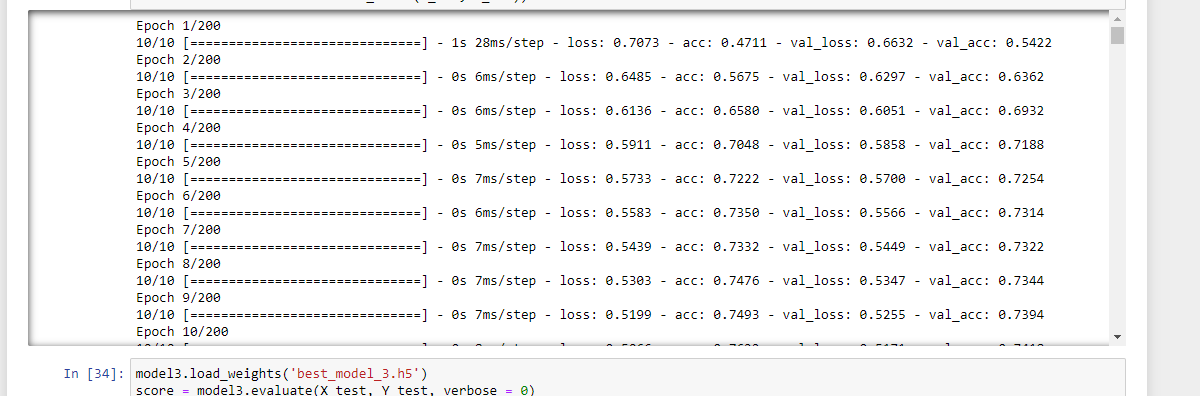 Epoch 1/200
10/10 [==============================] - 1s 28ms/step - loss: 0.7073 - acc: 0.4711 - val_loss: 0.6632 - val_acc: 0.5422
Epoch 2/200
10/10 [==============================] - 0s 6ms/step - loss: 0.6485 - acc: 0.5675 - val_loss: 0.6297 - val_acc: 0.6362
Epoch 3/200
10/10 [==============================] - 0s 6ms/step - loss: 0.6136 - acc: 0.6580 - val_loss: 0.6051 - val_acc: 0.6932
Epoch 4/200
10/10 [==============================] - 0s 5ms/step - loss: 0.5911 - acc: 0.7048 - val_loss: 0.5858 - val_acc: 0.7188
Epoch 5/200
10/10 [==============================] - 0s 7ms/step - loss: 0.5733 - acc: 0.7222 - val_loss: 0.5700 - val_acc: 0.7254
Epoch 6/200
10/10 [==============================] - 0s 6ms/step - loss: 0.5583 - acc: 0.7350 - val_loss: 0.5566 - val_acc: 0.7314
Epoch 7/200
10/10 [==============================] - 0s 7ms/step - loss: 0.5439 - acc: 0.7332 - val_loss: 0.5449 - val_acc: 0.7322
Epoch 8/200
10/10 [==============================] - 0s 7ms/step - loss: 0.5303 - acc: 0.7476 - val_loss: 0.5347 - val_acc: 0.7344
Epoch 9/200
10/10 [==============================] - 0s 7ms/step - loss: 0.5199 - acc: 0.7493 - val_loss: 0.5255 - val_acc: 0.7394
Epoch 10/200
In [34]: model3.load_weights('best_model_3.h5')
score = model3.evaluate(X_test, Y_test, verbose = 0)